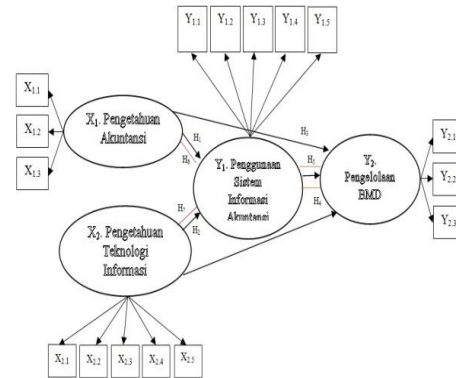 Y1.1 Y1.2 Y1.3 Y1.4 Y1.5
X1.1
X1.2
X1.3
X1. Pengetahuan
Akuntansi
H1
H3
Y1. Penggunaan
Sistem
Informasi
Akuntansi
H5
H4
Y2.
Pengelolaan
BMD
Y2.1
Y2.2
Y2.3
H7
H2
X2. Pengetahuan
Teknologi
Informasi
X2.1 X2.2 X2.3 X2.4 X2.5